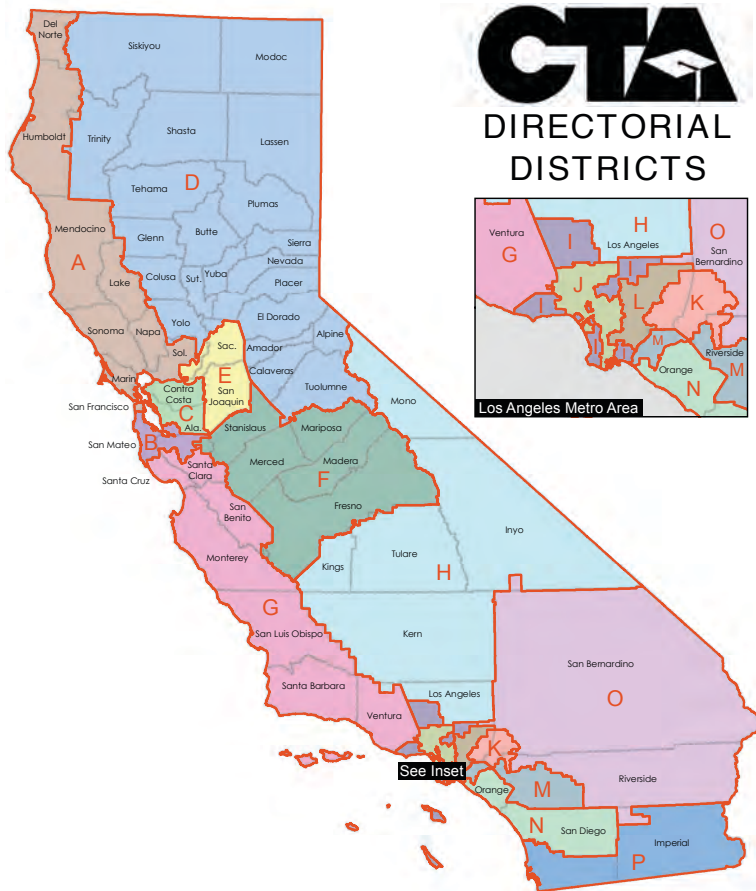 CTA
DIRECTORIAL
DISTRICTS
Del
Norte
Siskiyou
Modoc
Humboldt
Trinity
Shasta
Lassen
Tehama
D
Plumas
Mendocino
Glenn
Butte
Sierra
Nevada
A
Lake
Colusa
Sut.
Yuba
Placer
Sonoma
Napa
Yolo
El Dorado
Alpine
Sol.
Sac.
Amador
Calaveras
Marin
Contra
Costa
E
San
Joaquin
Tuolumne
San Francisco
C
Ala.
Stanislaus
Mariposa
Mono
San Mateo
B
Santa
Clara
Merced
Madera
Santa Cruz
F
San
Benito
Fresno
Inyo
Monterey
Kings
Tulare
H
G
San Luis Obispo
Kern
San Bernardino
Santa Barbara
Ventura
Los Angeles
O
K
See Inset
Riverside
Orange
M
N
San Diego
Imperial
P
Ventura
G
I
H
Los Angeles
O
San
Bernardino
I
J
I
L
K
M
I
I
Riverside
M
Orange
N
Los Angeles Metro Area